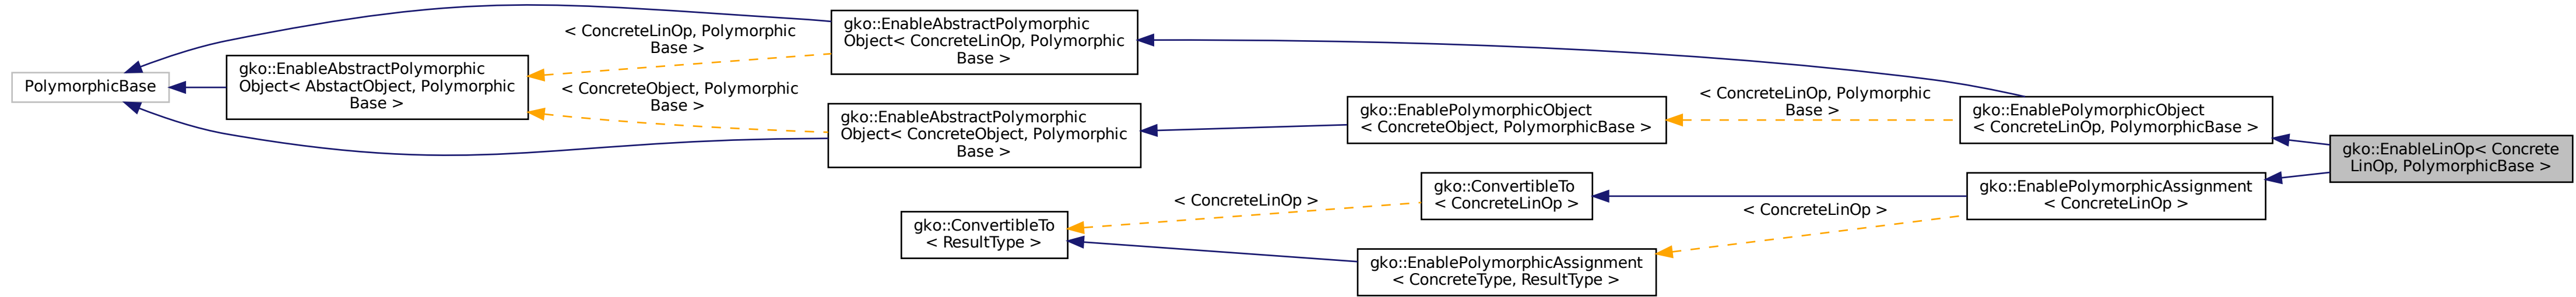 PolymorphicBase
gko::EnableAbstractPolymorphic
Object< AbstactObject, Polymorphic
Base >
< ConcreteLinOp, Polymorphic
Base >
< ConcreteObject, Polymorphic
Base >
gko::EnableAbstractPolymorphic
Object< ConcreteLinOp, Polymorphic
Base >
gko::EnableAbstractPolymorphic
Object< ConcreteObject, Polymorphic
Base >
gko::ConvertibleTo
< ResultType >
< ConcreteLinOp >
gko::EnablePolymorphicObject
< ConcreteObject, PolymorphicBase >
gko::ConvertibleTo
< ConcreteLinOp >
gko::EnablePolymorphicAssignment
< ConcreteType, ResultType >
< ConcreteLinOp, Polymorphic
Base >
< ConcreteLinOp >
gko::EnablePolymorphicObject
< ConcreteLinOp, PolymorphicBase >
gko::EnablePolymorphicAssignment
< ConcreteLinOp >
gko::EnableLinOp< Concrete
LinOp, PolymorphicBase >